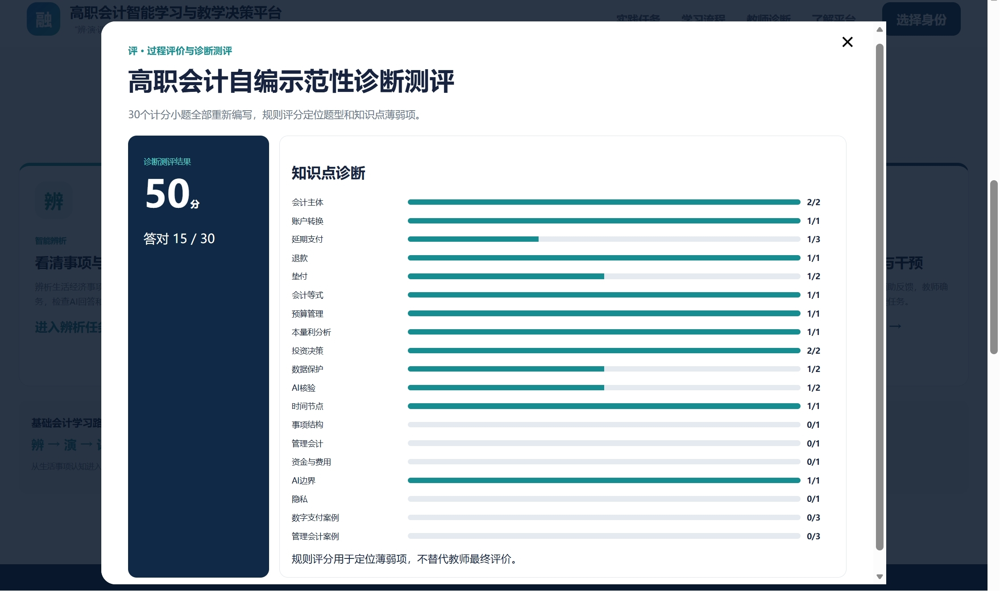 融
高职会计智能学习与教学决策平台
实践任务
学习流程
教师诊断
了解平台
选择身份
评・过程评价与诊断测评
高职会计自编示范性诊断测评
30个计分小题全部重新编写，规则评分定位题型和知识点薄弱项。
诊断测评结果
50分
答对 15 / 30
知识点诊断
会计主体 2/2
账户转换 1/1
延期支付 1/3
退款 1/1
垫付 1/2
会计等式 1/1
预算管理 1/1
本量利分析 1/1
投资决策 2/2
数据保护 1/2
AI核验 1/2
时间节点 1/1
事项结构 0/1
管理会计 0/1
资金与费用 0/1
AI边界 1/1
隐私 0/1
数字支付案例 0/3
管理会计案例 0/3
规则评分用于定位薄弱项，不替代教师最终评价。
辨
智能辨析
看清事项与
辨析生活经济事项
务，检查AI回答和
进入辨析任务
基础会计学习路
辨 → 演 →
从生活事项认知进入
与干预
助反馈，教师确
任务。
→